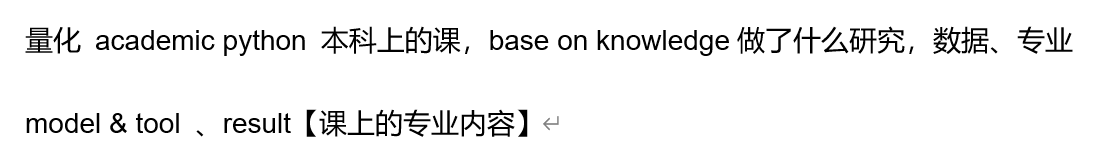 量化 academic python 本科上的课，base on knowledge 做了什么研究，数据、专业
model & tool 、result【课上的专业内容】